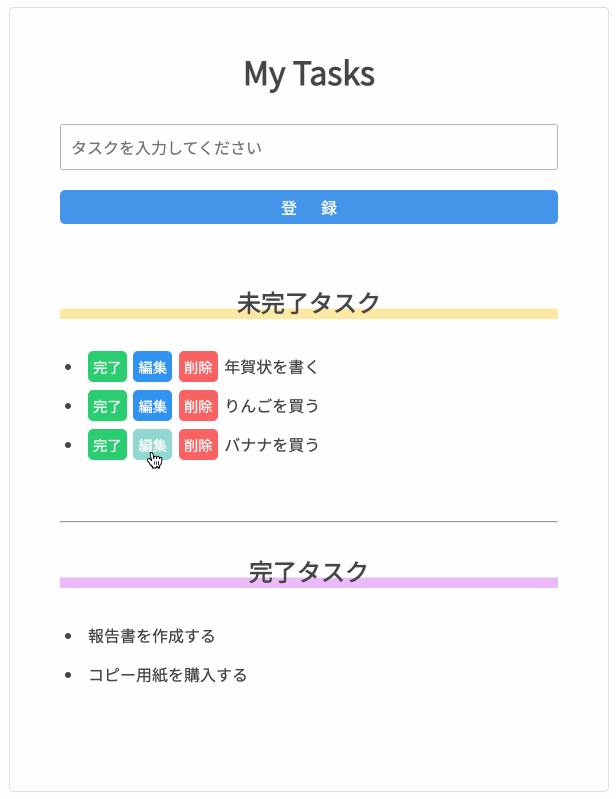 My Tasks
タスクを入力してください
登 録
未完了タスク
完了 編集 削除 年賀状を書く
完了 編集 削除 りんごを買う
完了 編集 削除 バナナを買う
完了タスク
報告書を作成する
コピー用紙を購入する